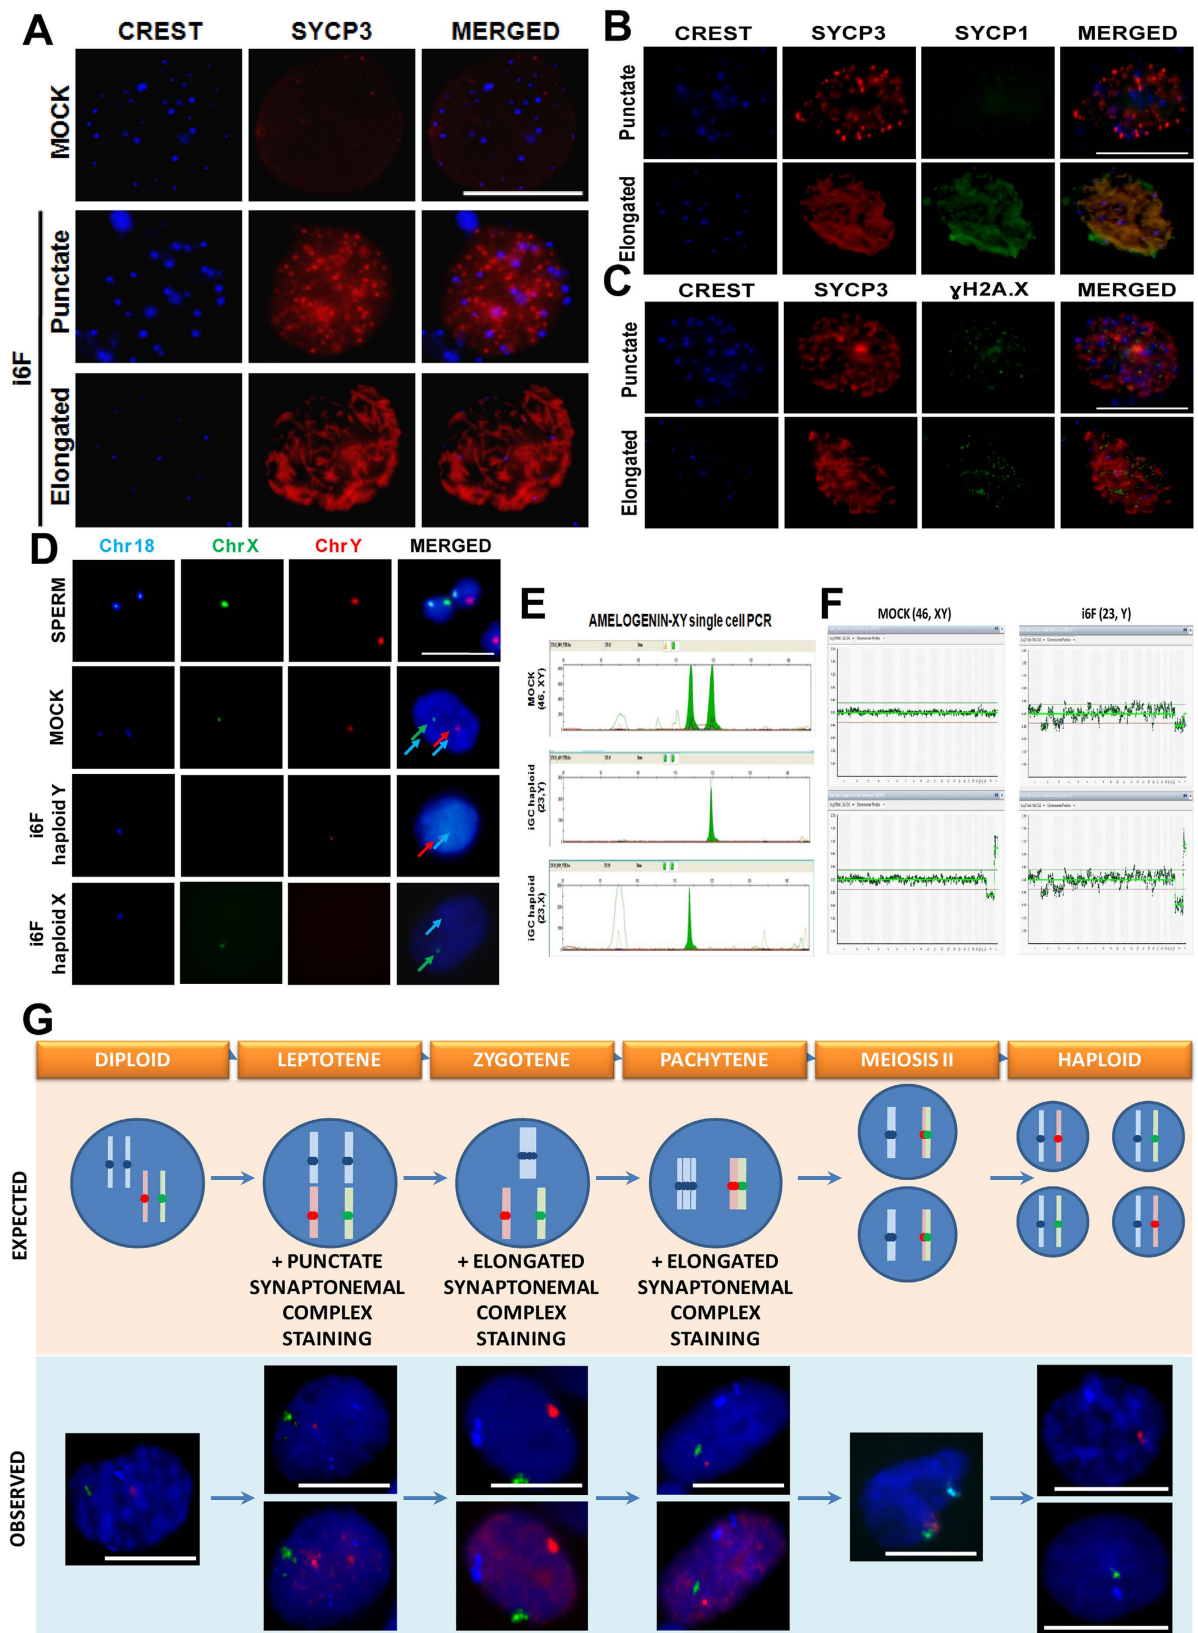 A
CREST SYCP3 MERGED
MOCK
i6F
Punctate
Elongated
B
CREST SYCP3 SYCP1 MERGED
Punctate
Elongated
C
CREST SYCP3 ɣH2A.X MERGED
Punctate
Elongated
D
Chr18 ChrX ChrY MERGED
SPERM
MOCK
i6F
haploid Y
i6F
haploid X
E
AMELOGENIN-XY single cell PCR
MOCK
(46, XY)
iGC haploid
(23,Y)
iGC haploid
(23,X)
F
MOCK (46, XY) i6F (23, Y)
G
DIPLOID LEPTOTENE ZYGOTENE PACHYTENE MEIOSIS II HAPLOID
EXPECTED
+ PUNCTATE
SYNAPTONEMAL
COMPLEX
STAINING
+ ELONGATED
SYNAPTONEMAL
COMPLEX
STAINING
+ ELONGATED
SYNAPTONEMAL
COMPLEX
STAINING
OBSERVED